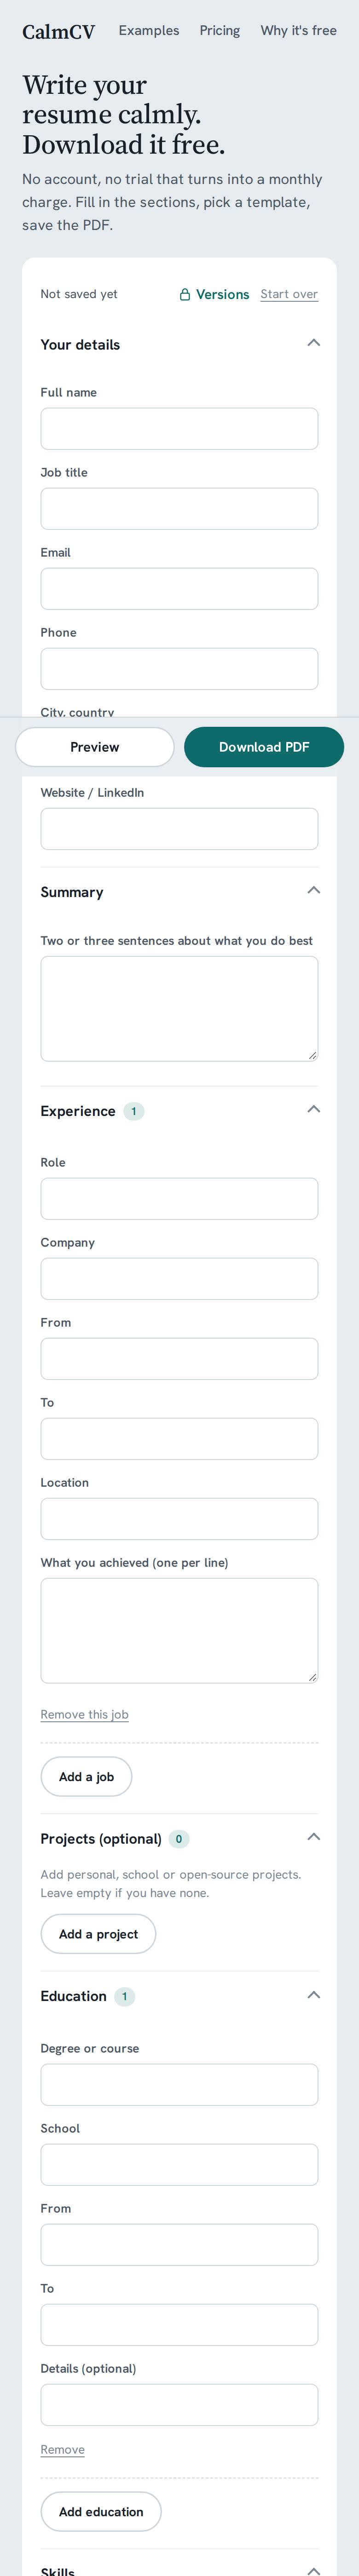 CalmCV Examples Pricing Why it's free
Write your
resume calmly.
Download it free.
No account, no trial that turns into a monthly
charge. Fill in the sections, pick a template,
save the PDF.
Not saved yet Versions Start over
Your details
Full name
Job title
Email
Phone
City, country
Preview Download PDF
Website / LinkedIn
Summary
Two or three sentences about what you do best
Experience 1
Role
Company
From
To
Location
What you achieved (one per line)
Remove this job
Add a job
Projects (optional) 0
Add personal, school or open-source projects.
Leave empty if you have none.
Add a project
Education 1
Degree or course
School
From
To
Details (optional)
Remove
Add education
Skills